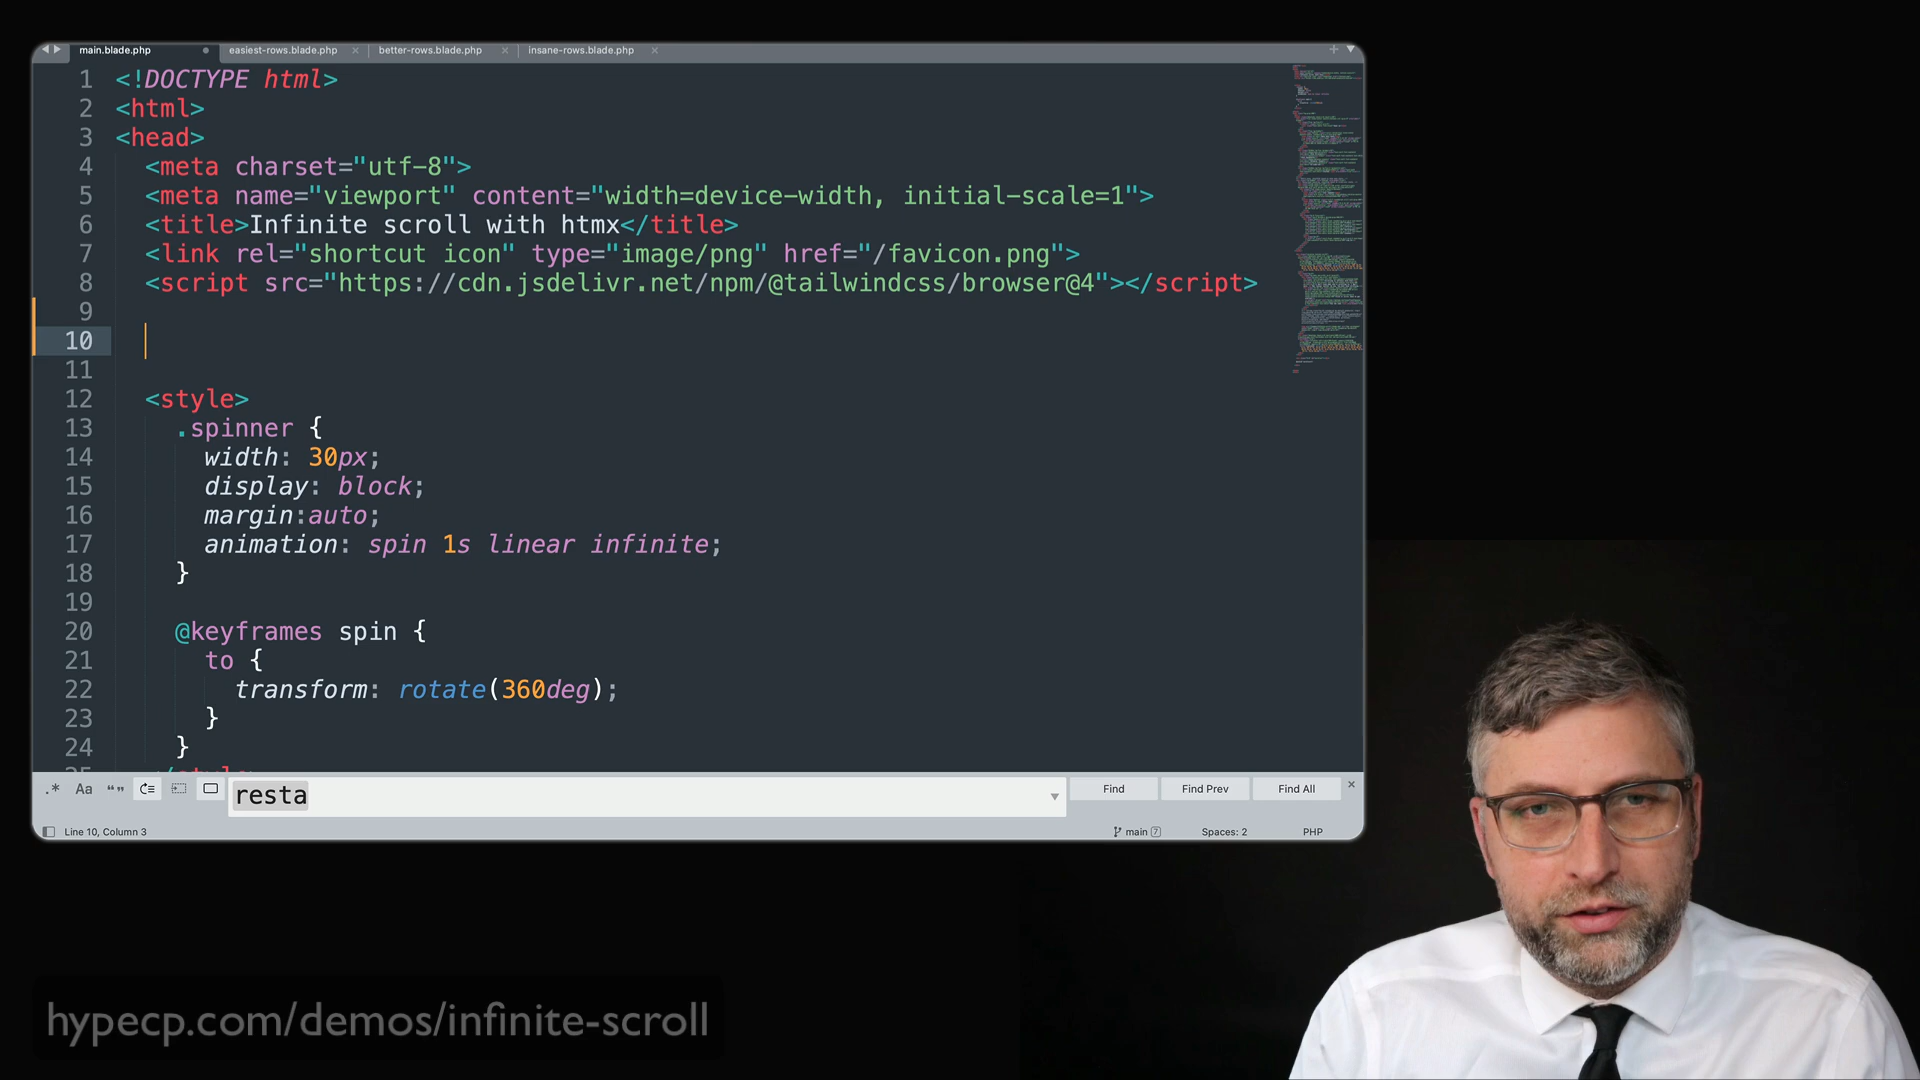 main.blade.php
easiest-rows.blade.php
better-rows.blade.php
insane-rows.blade.php
1 <!DOCTYPE html>
2 <html>
3 <head>
4 <meta charset="utf-8">
5 <meta name="viewport" content="width=device-width, initial-scale=1">
6 <title>Infinite scroll with htmx</title>
7 <link rel="shortcut icon" type="image/png" href="/favicon.png">
8 <script src="https://cdn.jsdelivr.net/npm/@tailwindcss/browser@4"></script>
9
10
11
12 <style>
13 .spinner {
14 width: 30px;
15 display: block;
16 margin:auto;
17 animation: spin 1s linear infinite;
18 }
19
20 @keyframes spin {
21 to {
22 transform: rotate(360deg);
23 }
24 }
.* Aa “” resta Find Find Prev Find All
Line 10, Column 3 main 7 Spaces: 2 PHP
hypecp.com/demos/infinite-scroll